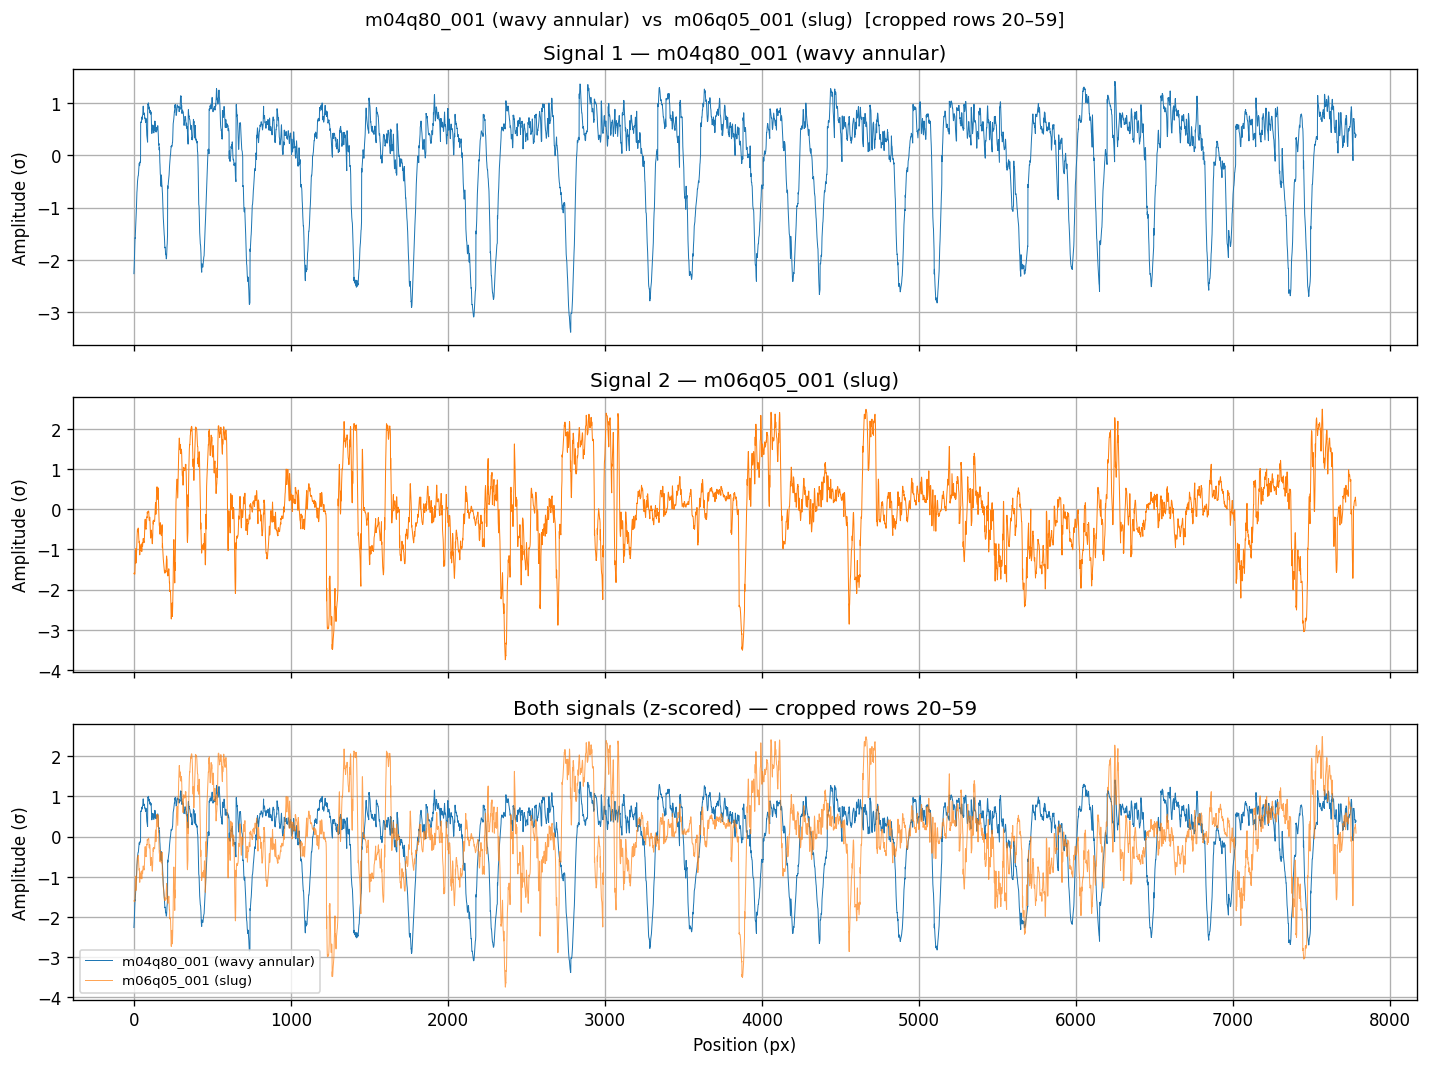 m04q80_001 (wavy annular)  vs  m06q05_001 (slug)  [cropped rows 20–59]
Signal 1 — m04q80_001 (wavy annular)
1
0
−1
−2
−3
Amplitude (σ)
Signal 2 — m06q05_001 (slug)
2
1
0
−1
−2
−3
−4
Amplitude (σ)
Both signals (z-scored) — cropped rows 20–59
2
1
0
−1
−2
−3
−4
Amplitude (σ)
m04q80_001 (wavy annular)
m06q05_001 (slug)
0 1000 2000 3000 4000 5000 6000 7000 8000
Position (px)